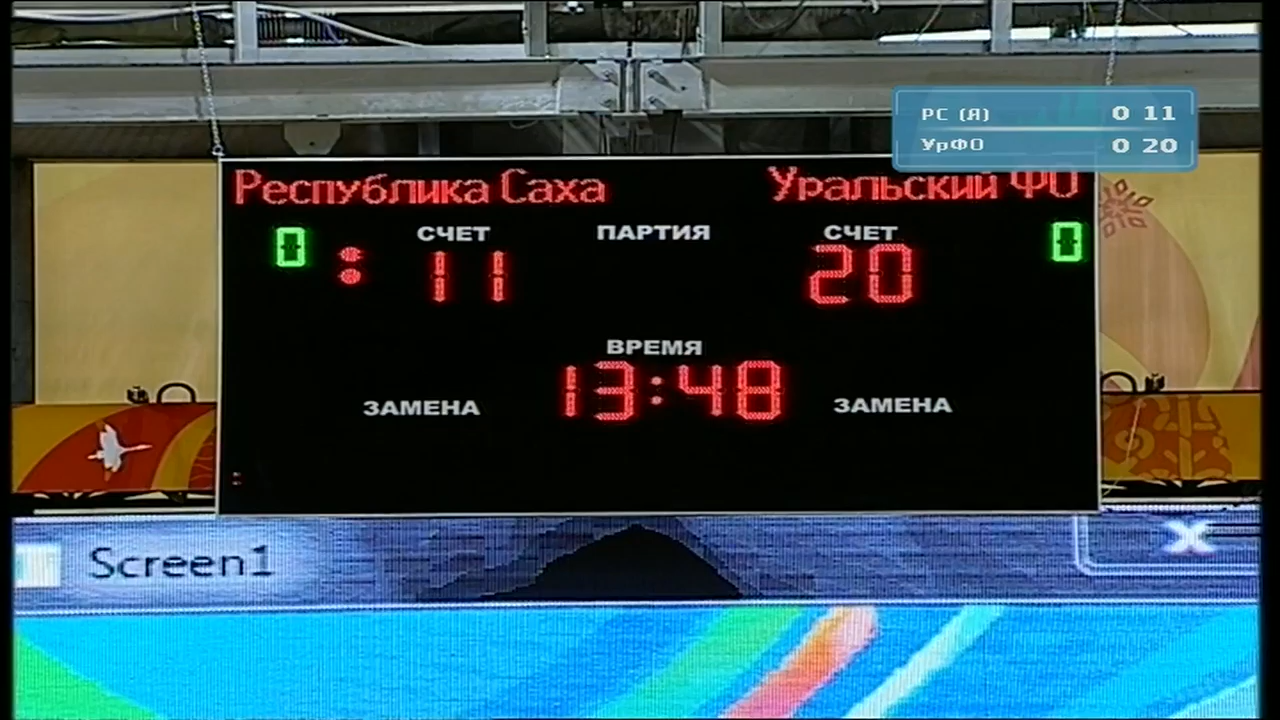 РС (Я) 0 11
УрФО 0 20
Республика Саха Уральский ФО
СЧЕТ ПАРТИЯ СЧЕТ
0 : 11 20 0
ВРЕМЯ
13:48
ЗАМЕНА ЗАМЕНА
:
Screen1